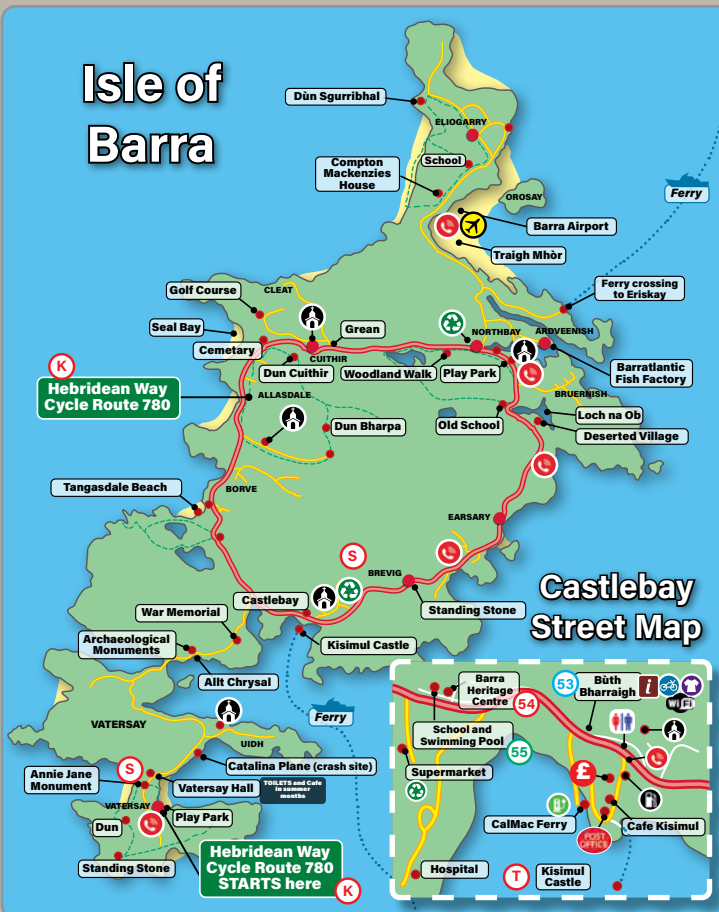 Isle of
Barra
Dùn Sgurribhal
ELIOGARRY
School
Compton
Mackenzies
House
OROSAY
Ferry
Barra Airport
Traigh Mhòr
Ferry crossing
to Eriskay
Golf Course
CLEAT
Seal Bay
Grean
NORTHBAY
ARDVEENISH
Cemetary
CUITHIR
K
Dun Cuithir
Woodland Walk
Play Park
Barratlantic
Fish Factory
Hebridean Way
Cycle Route 780
ALLASDALE
BRUERNISH
Loch na Ob
Dun Bharpa
Old School
Deserted Village
Tangasdale Beach
BORVE
EARSARY
S
BREVIG
Castlebay
Standing Stone
Castlebay
Street Map
War Memorial
Kisimul Castle
Archaeological
Monuments
Allt Chrysal
VATERSAY
Ferry
UIDH
Catalina Plane (crash site)
S
Annie Jane
Monument
Vatersay Hall
TOILETS and Cafe
in summer
months
VATERSAY
Play Park
Dun
Standing Stone
Hebridean Way
Cycle Route 780
STARTS here
K
Barra
Heritage
Centre
54
53
Bùth
Bharraigh
i
WiFi
School and
Swimming Pool
55
Supermarket
£
CalMac Ferry
POST
OFFICE
Cafe Kisimul
Hospital
T
Kisimul
Castle